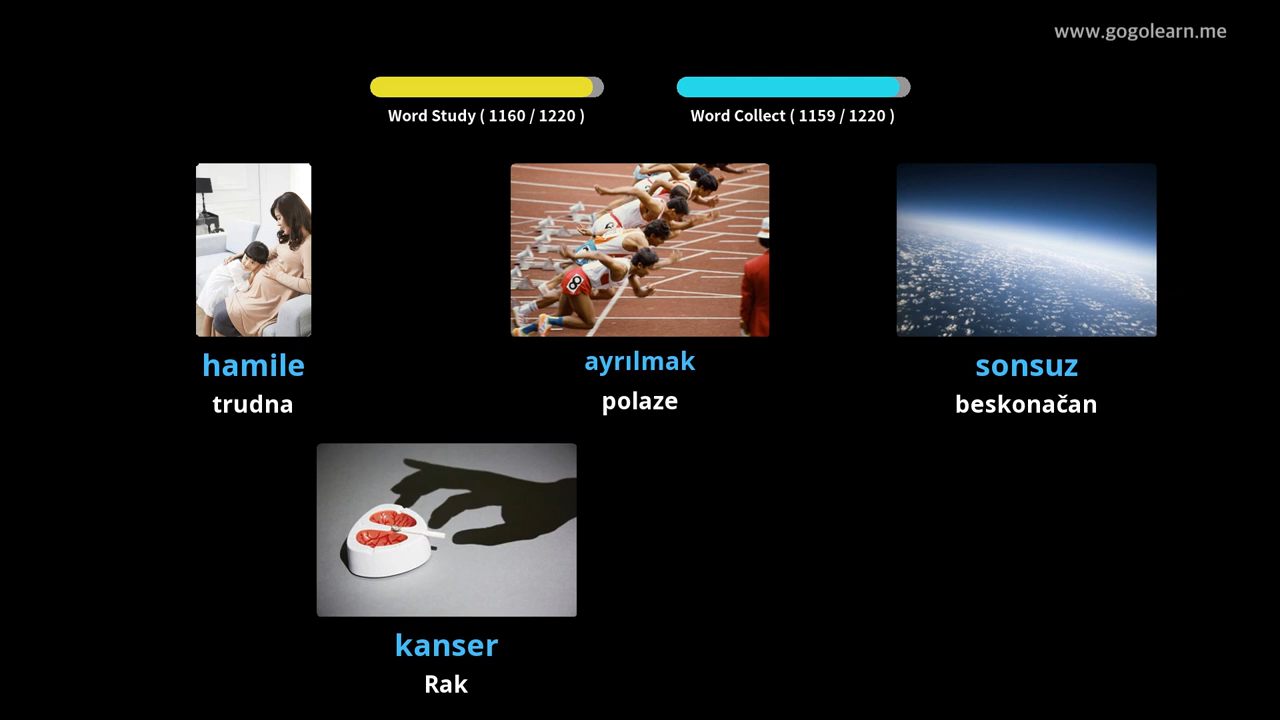 www.gogolearn.me
Word Study ( 1160 / 1220 )
Word Collect ( 1159 / 1220 )
hamile
trudna
ayrılmak
polaze
sonsuz
beskonačan
kanser
Rak